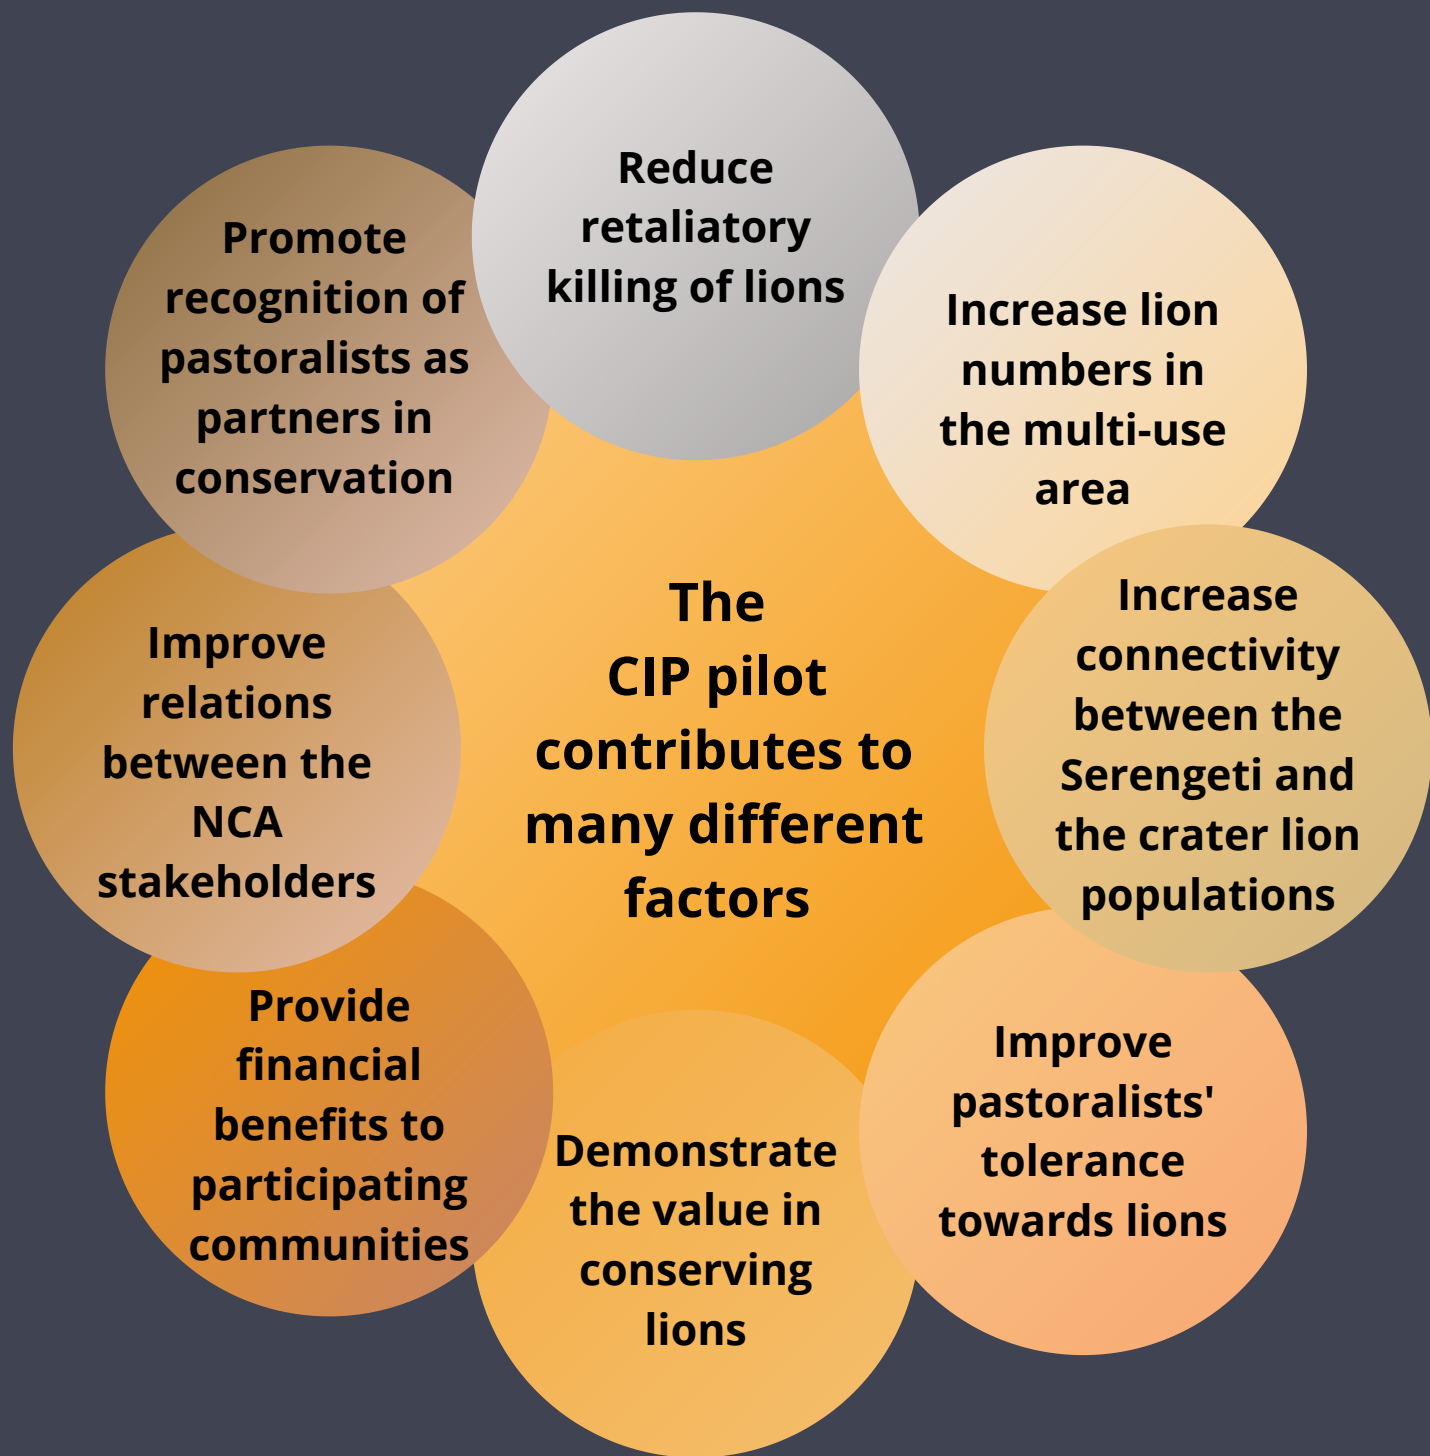 Reduce
retaliatory
killing of lions
Increase lion
numbers in
the multi-use
area
Increase
connectivity
between the
Serengeti and
the crater lion
populations
Improve
pastoralists'
tolerance
towards lions
Demonstrate
the value in
conserving
lions
Provide
financial
benefits to
participating
communities
Improve
relations
between the
NCA
stakeholders
Promote
recognition of
pastoralists as
partners in
conservation
The
CIP pilot
contributes to
many different
factors